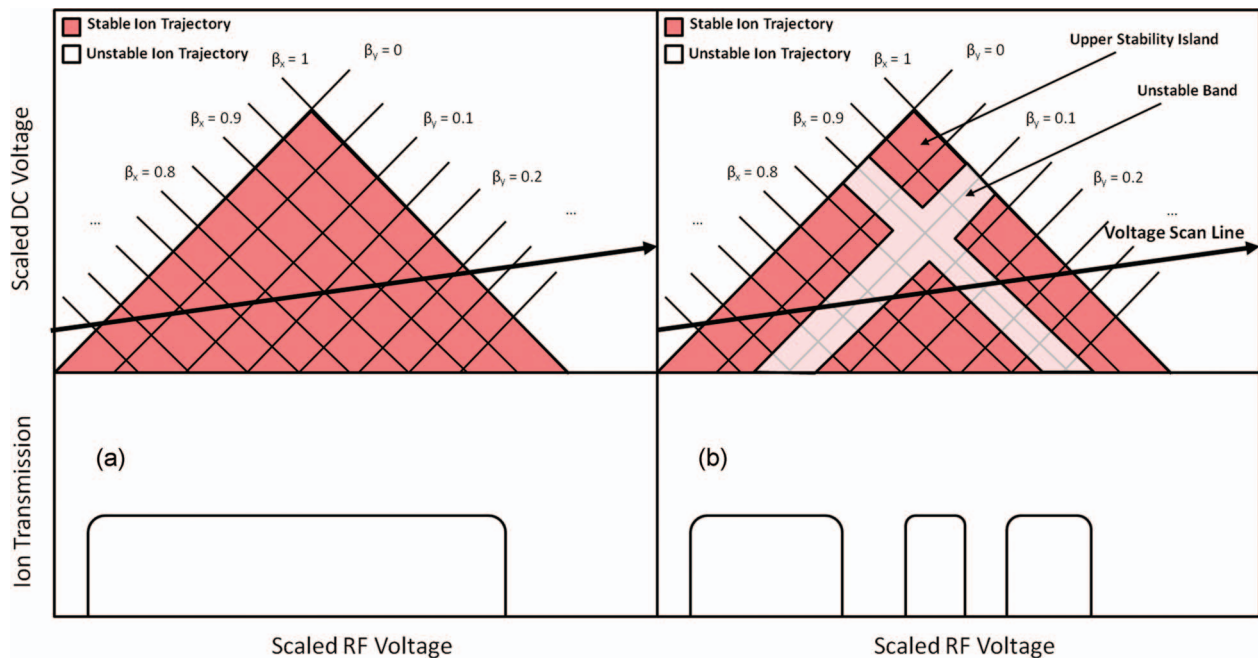 Stable Ion Trajectory
Unstable Ion Trajectory
βx = 1
βy = 0
βx = 0.9
βy = 0.1
βx = 0.8
βy = 0.2
...
...
Scaled DC Voltage
Stable Ion Trajectory
Unstable Ion Trajectory
Upper Stability Island
Unstable Band
βx = 1
βy = 0
βx = 0.9
βy = 0.1
βx = 0.8
βy = 0.2
...
...
Voltage Scan Line
Ion Transmission
(a)
(b)
Scaled RF Voltage
Scaled RF Voltage